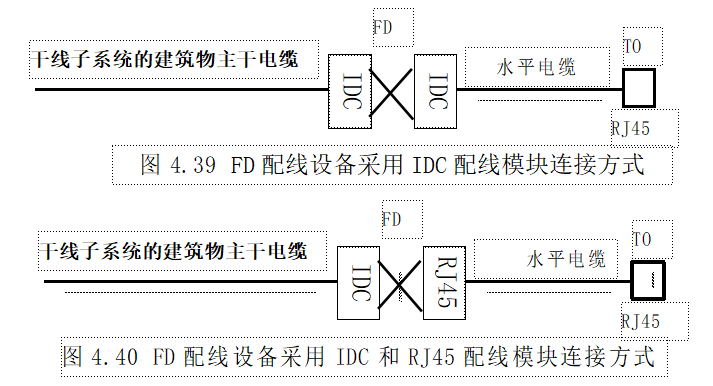 FD
干线子系统的建筑物主干电缆
IDC
IDC
水平电缆
TO
RJ45
图 4.39 FD 配线设备采用 IDC 配线模块连接方式
FD
干线子系统的建筑物主干电缆
IDC
RJ45
水平电缆
TO
RJ45
图 4.40 FD 配线设备采用 IDC 和 RJ45 配线模块连接方式